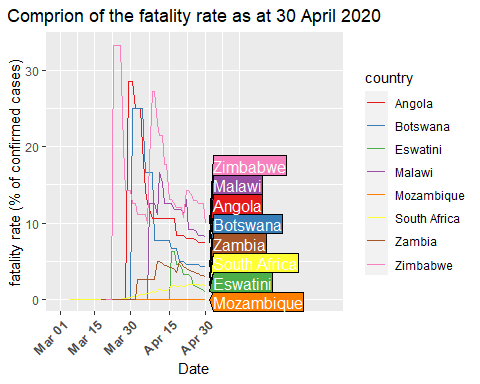 Comprion of the fatality rate as at 30 April 2020
fatality rate (% of confirmed cases)
30
20
10
0
Zimbabwe
Malawi
Angola
Botswana
Zambia
South Africa
Eswatini
Mozambique
Mar 01
Mar 15
Mar 30
Apr 15
Apr 30
Date
country
Angola
Botswana
Eswatini
Malawi
Mozambique
South Africa
Zambia
Zimbabwe